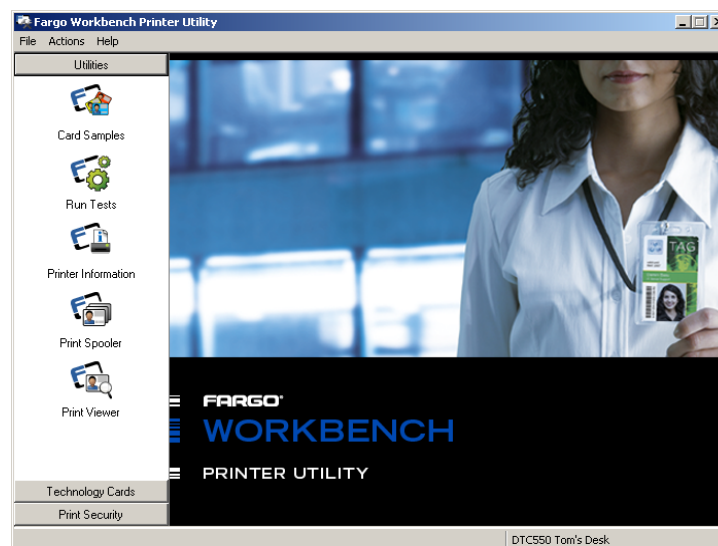 Fargo Workbench Printer Utility
File Actions Help
Utilities
Card Samples
Run Tests
Printer Information
Print Spooler
Print Viewer
Technology Cards
Print Security
TAG
FARGO®
WORKBENCH
PRINTER UTILITY
DTC550 Tom's Desk